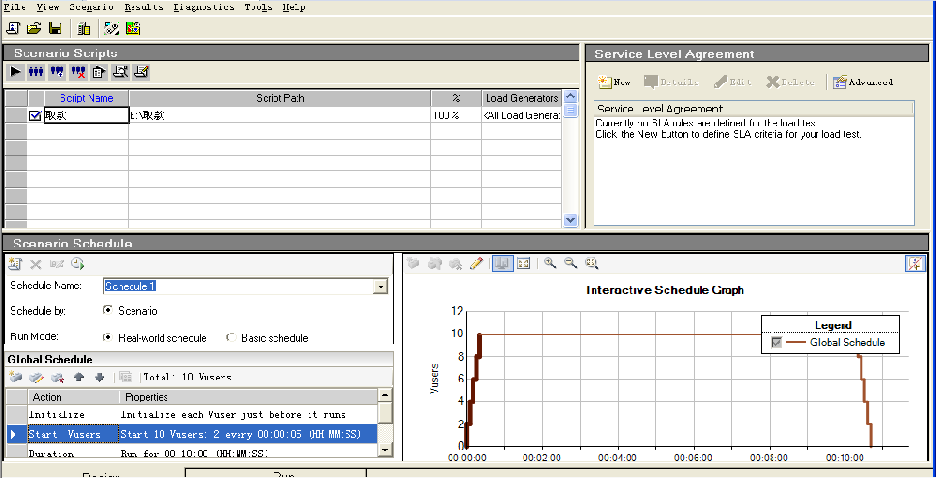 File View Scenario Results Diagnostics Tools Help
Scenario Scripts
Script Name Script Path % Load Generators
取款 E:\取款 100 % <All Load Generat
Service Level Agreement
New Details Edit Delete Advanced
Service Level Agreement
Currently no SLA rules are defined for the load test.
Click the New Button to define SLA criteria for your load test.
Scenario Schedule
Schedule Name: Schedule 1
Schedule by: Scenario
Run Mode: Real-world schedule Basic schedule
Global Schedule
Total: 10 Vusers
Action Properties
Initialize Initialize each Vuser just before it runs
Start Vusers Start 10 Vusers: 2 every 00:00:05 (HH:MM:SS)
Duration Run for 00:10:00 (HH:MM:SS)
Interactive Schedule Graph
Vusers
12
10
8
6
4
2
0
00:00:00 00:02:00 00:04:00 00:06:00 00:08:00 00:10:00
Legend
Global Schedule
Run